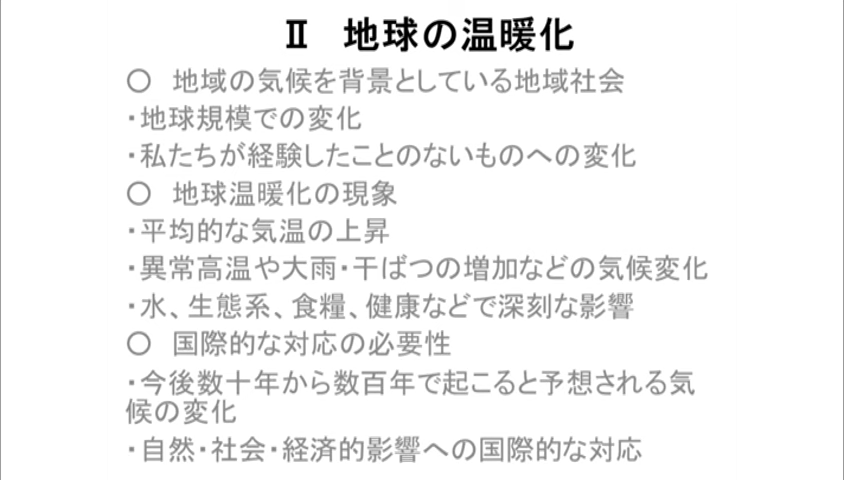 Ⅱ　地球の温暖化
〇　地域の気候を背景としている地域社会
・地球規模での変化
・私たちが経験したことのないものへの変化
〇　地球温暖化の現象
・平均的な気温の上昇
・異常高温や大雨・干ばつの増加などの気候変化
・水、生態系、食糧、健康などで深刻な影響
〇　国際的な対応の必要性
・今後数十年から数百年で起こると予想される気
候の変化
・自然・社会・経済的影響への国際的な対応